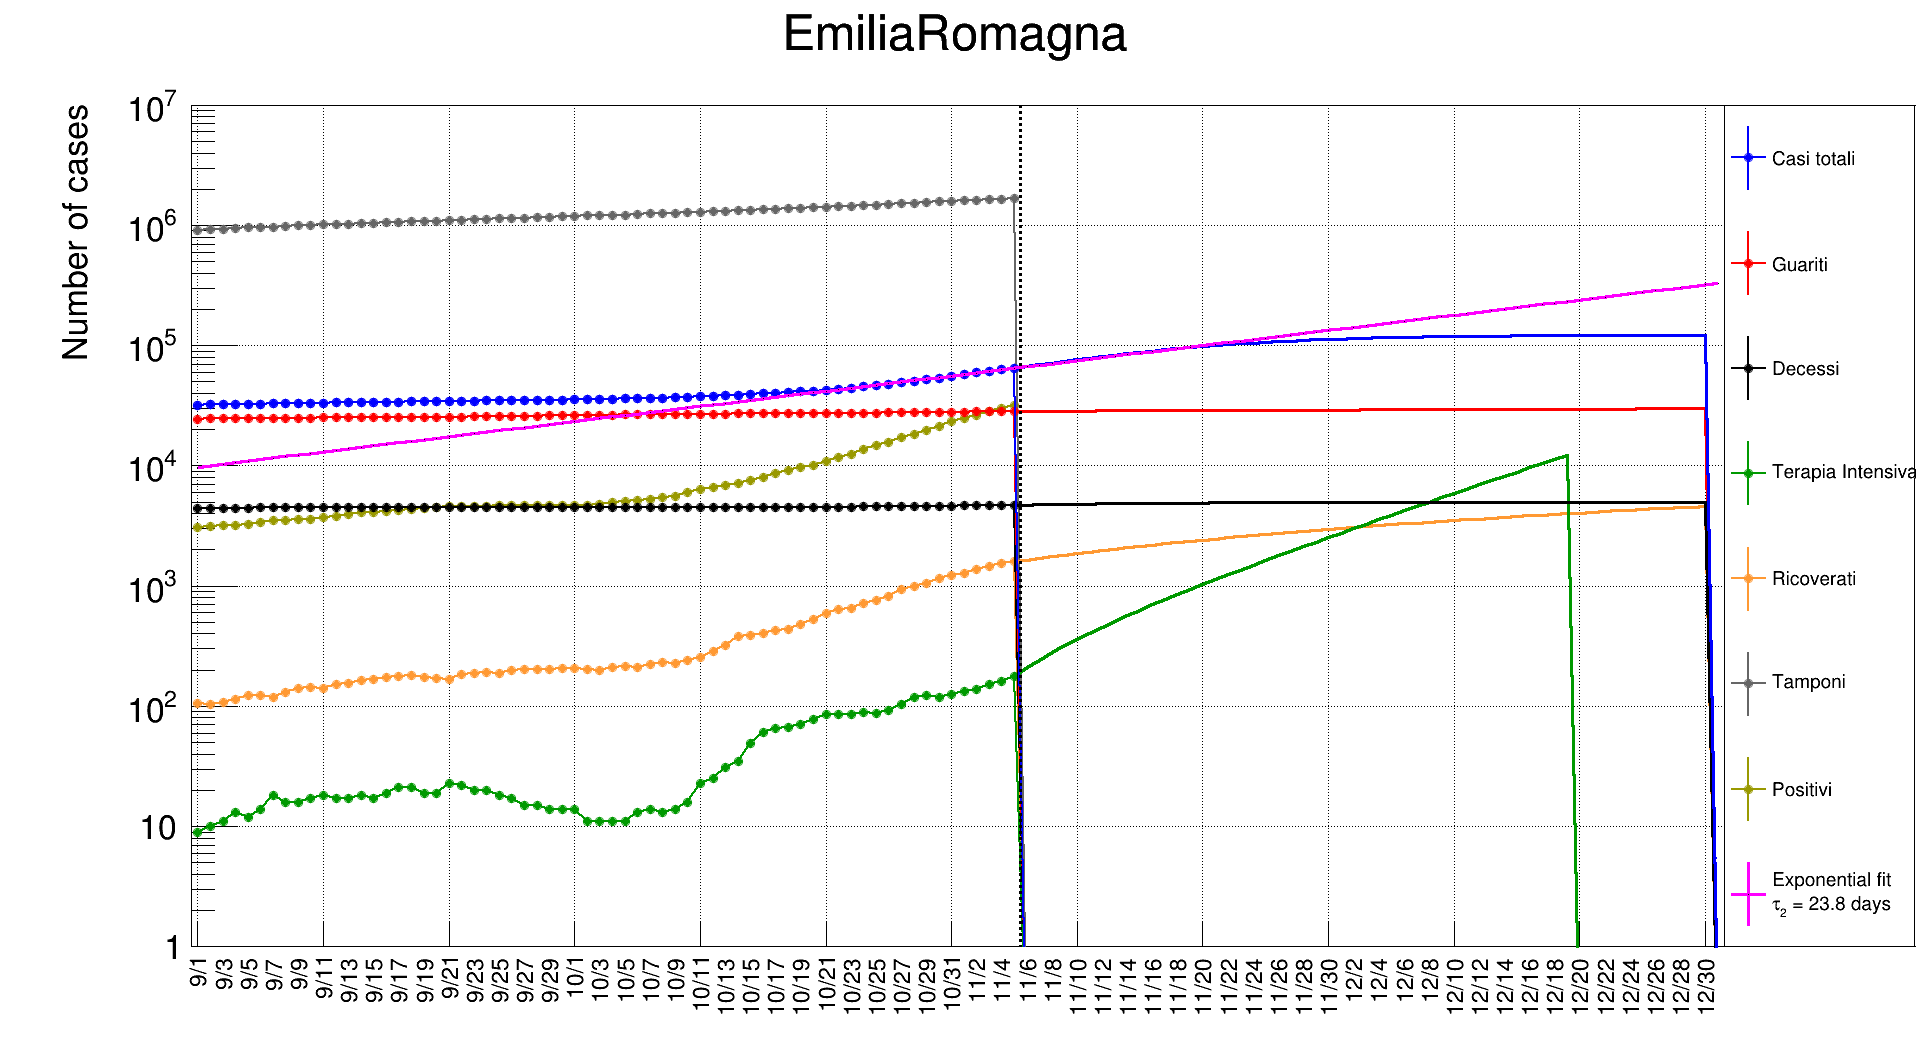 EmiliaRomagna
Number of cases
10^7
10^6
10^5
10^4
10^3
10^2
10
1
9/1 9/3 9/5 9/7 9/9 9/11 9/13 9/15 9/17 9/19 9/21 9/23 9/25 9/27 9/29 10/1 10/3 10/5 10/7 10/9 10/11 10/13 10/15 10/17 10/19 10/21 10/23 10/25 10/27 10/29 10/31 11/2 11/4 11/6 11/8 11/10 11/12 11/14 11/16 11/18 11/20 11/22 11/24 11/26 11/28 11/30 12/2 12/4 12/6 12/8 12/10 12/12 12/14 12/16 12/18 12/20 12/22 12/24 12/26 12/28 12/30
Casi totali
Guariti
Decessi
Terapia Intensiva
Ricoverati
Tamponi
Positivi
Exponential fit
τ₂ = 23.8 days